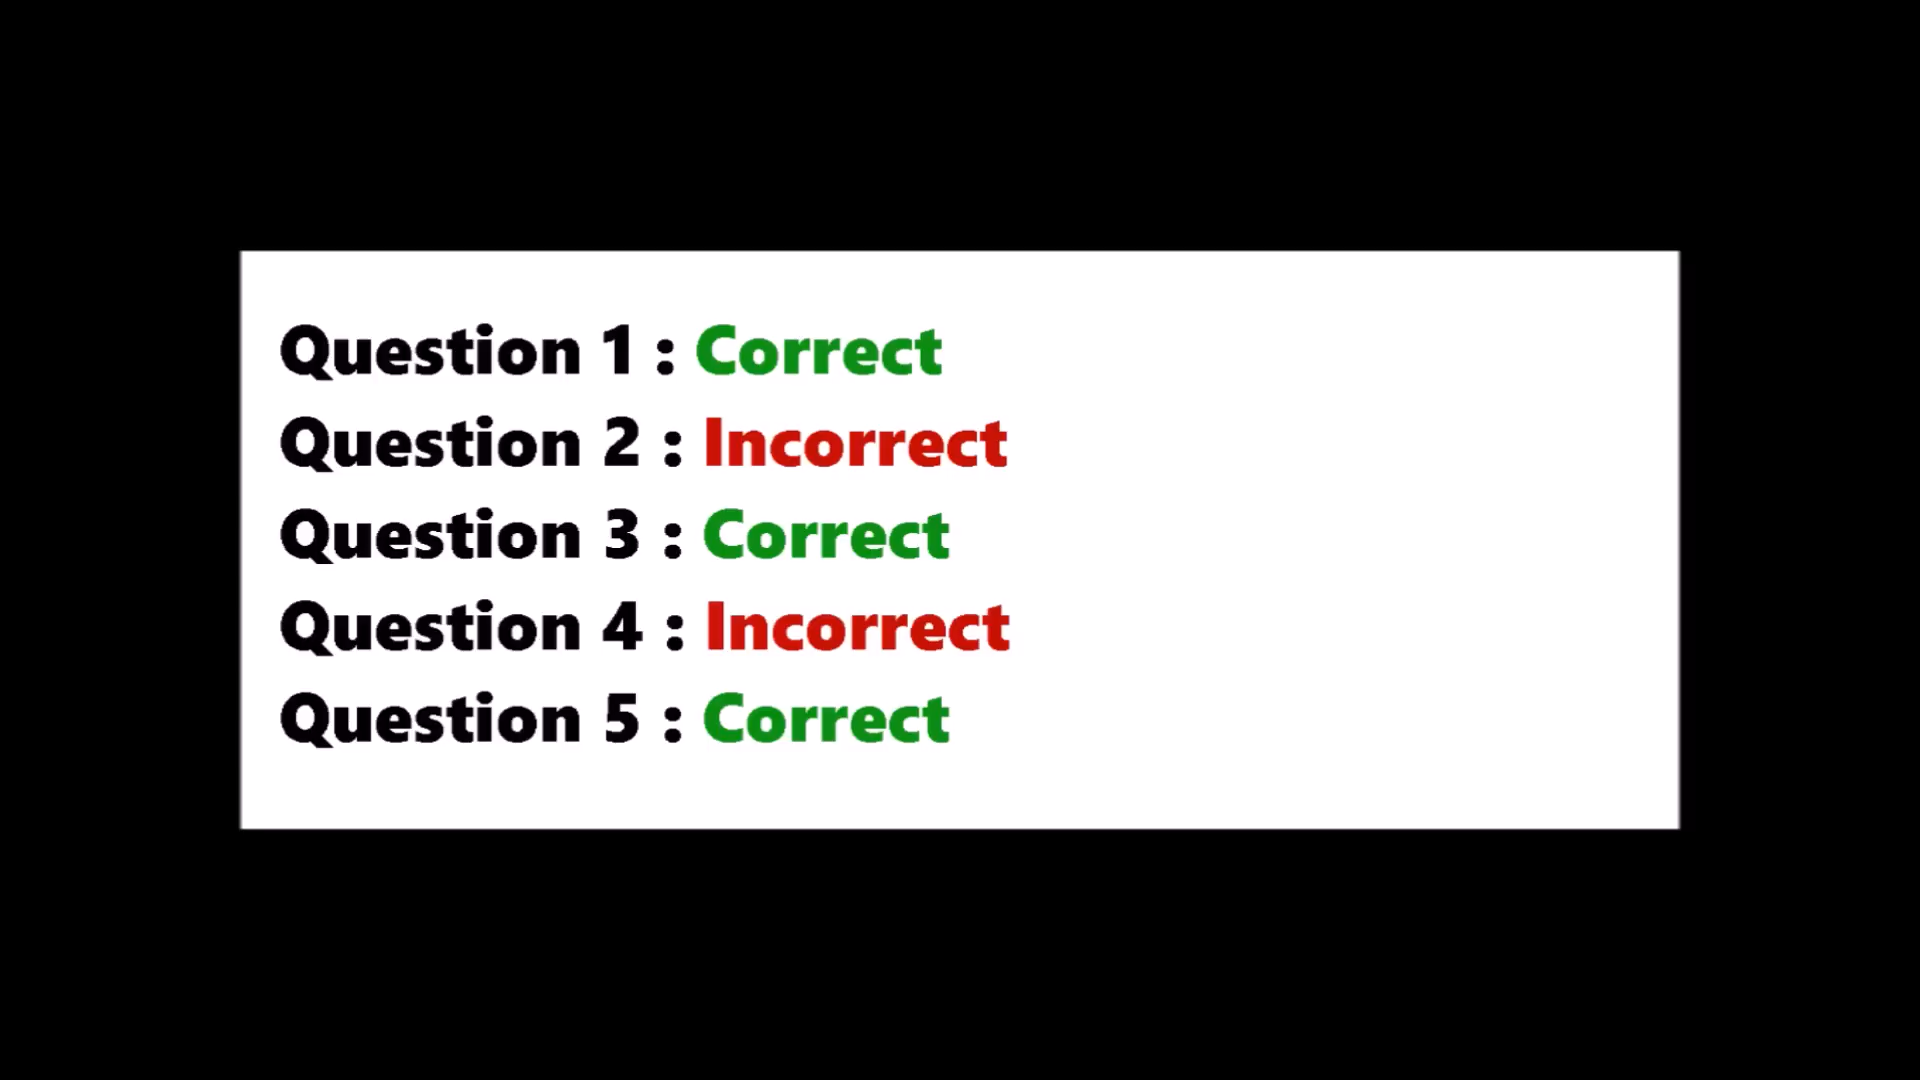 Question 1 : Correct
Question 2 : Incorrect
Question 3 : Correct
Question 4 : Incorrect
Question 5 : Correct